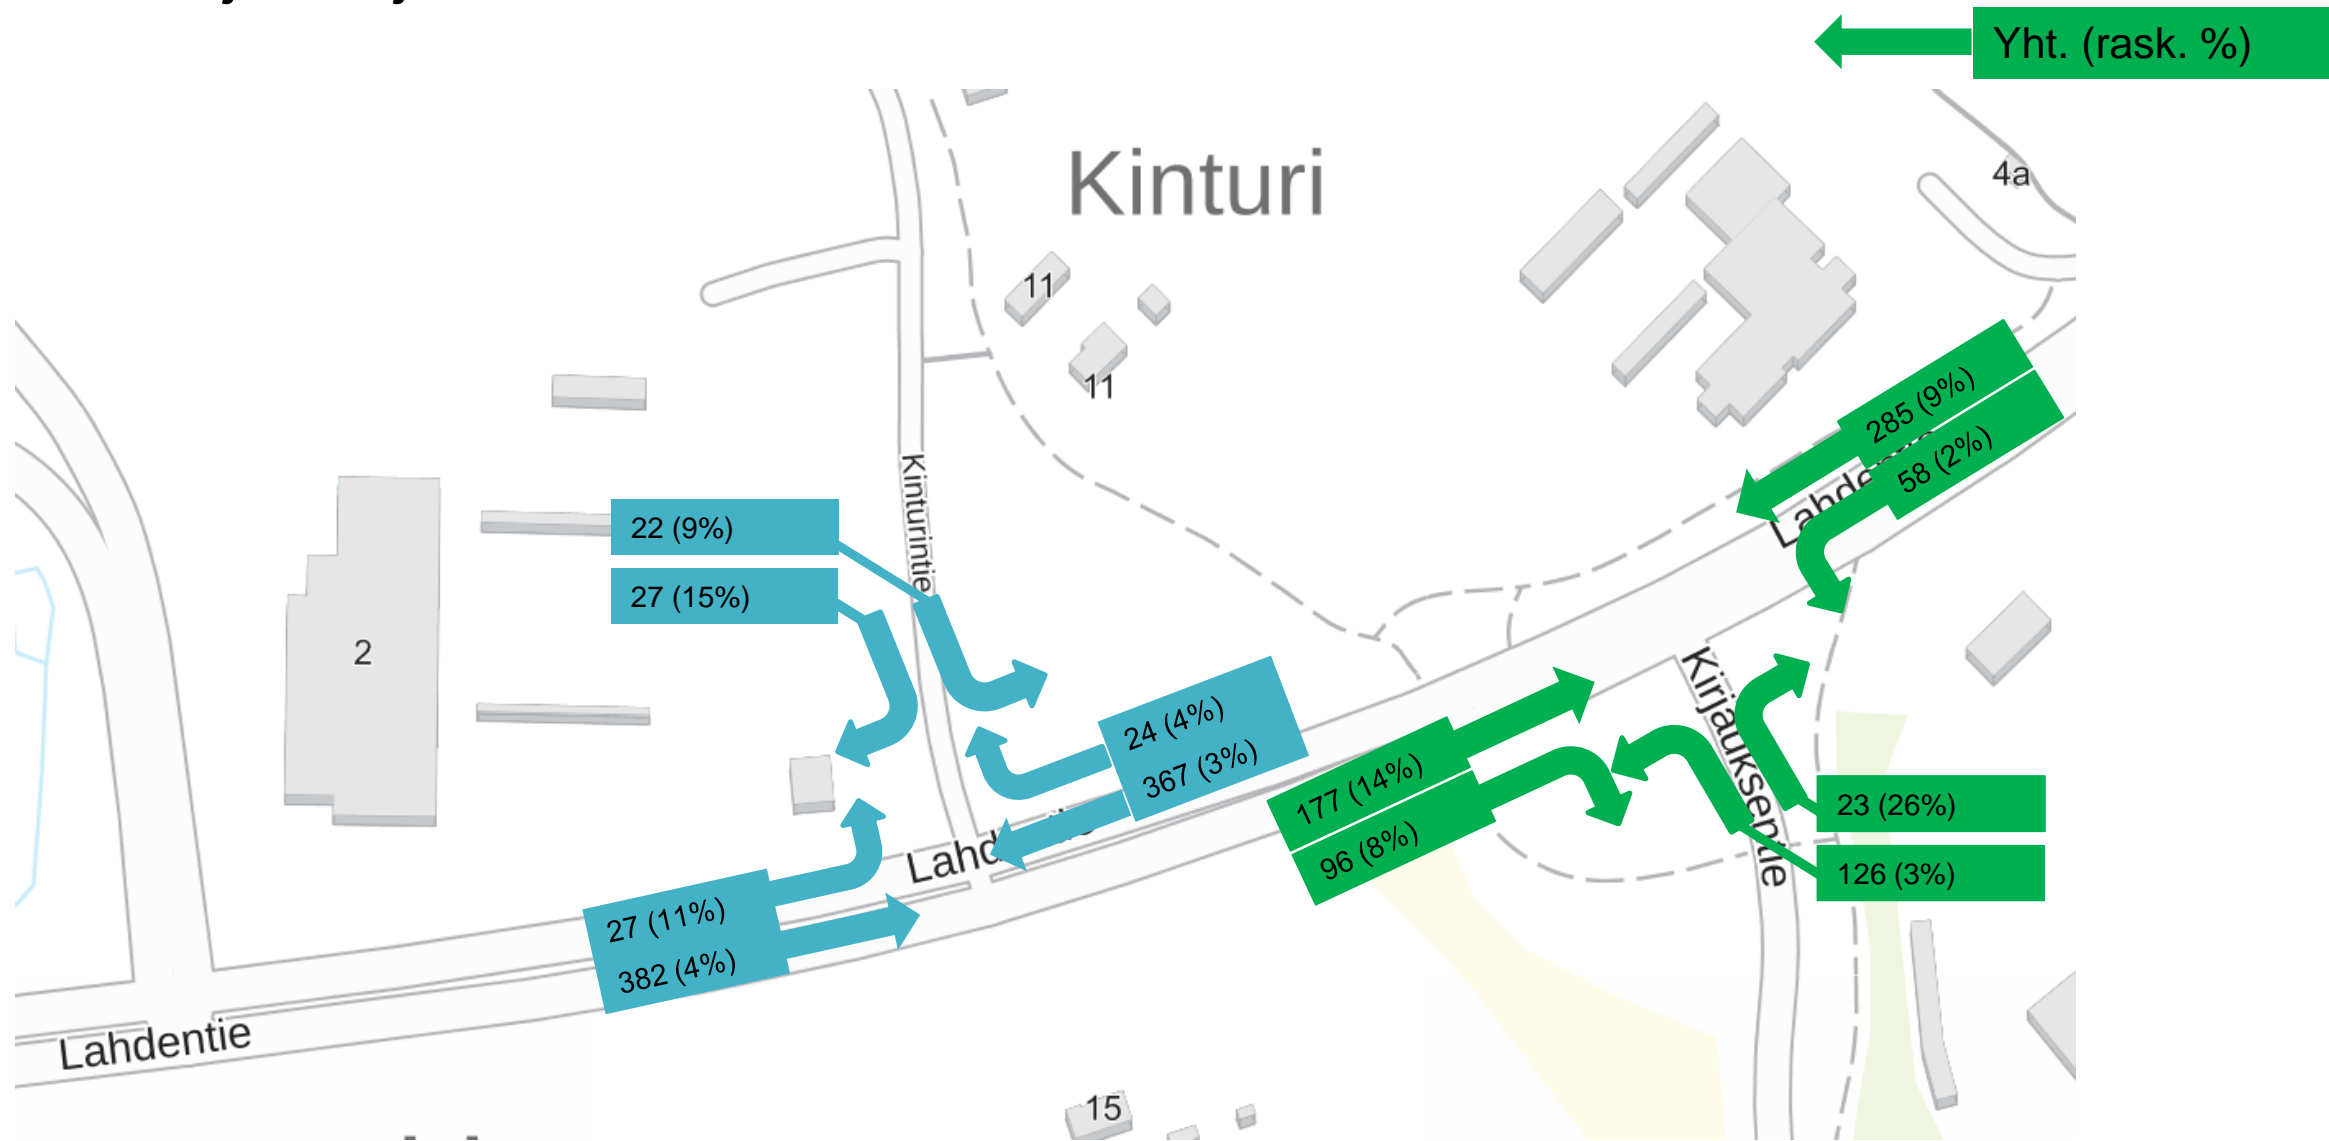 Yht. (rask. %)
Kinturi
4a
11
11
285 (9%)
58 (2%)
Kinturintie
22 (9%)
27 (15%)
2
24 (4%)
367 (3%)
Kirjauksentie
177 (14%)
96 (8%)
23 (26%)
126 (3%)
27 (11%)
382 (4%)
Lahdentie
15